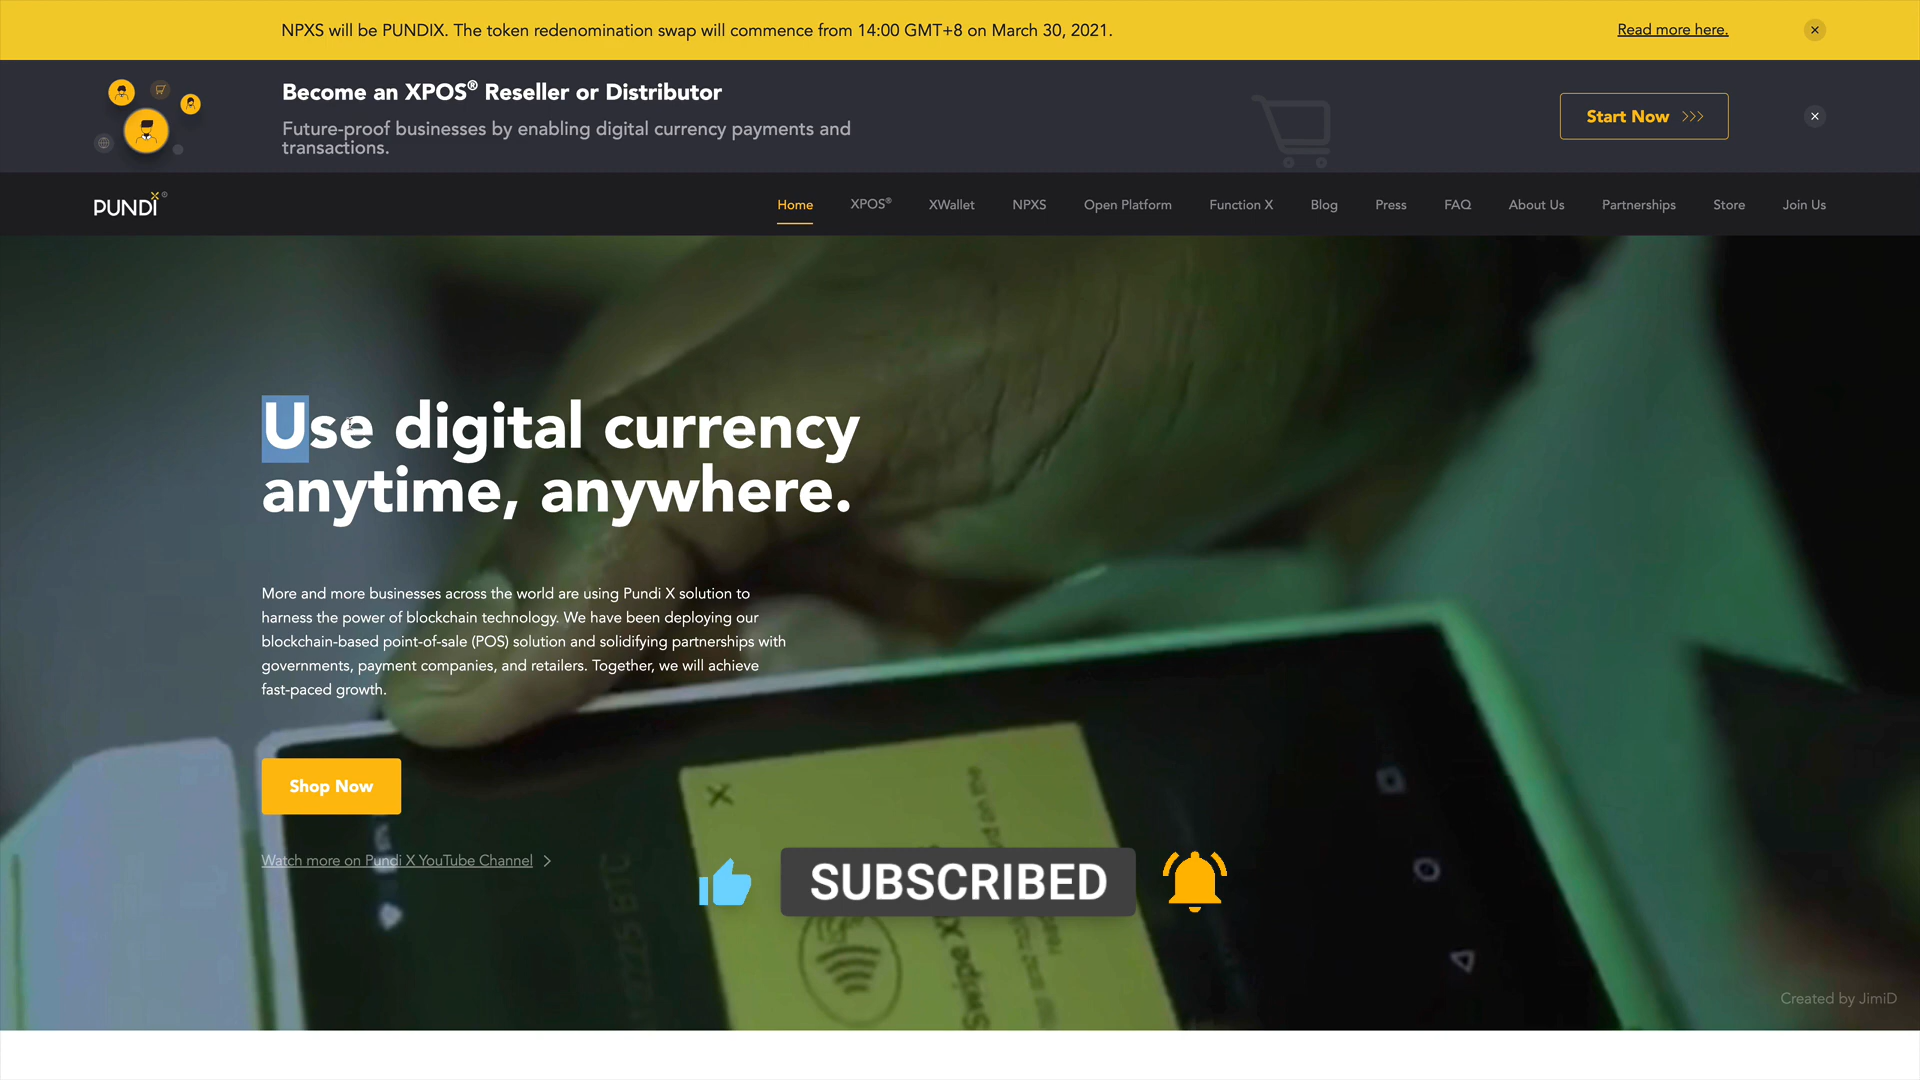 NPXS will be PUNDIX. The token redenomination swap will commence from 14:00 GMT+8 on March 30, 2021.
Read more here.
Become an XPOS® Reseller or Distributor
Future-proof businesses by enabling digital currency payments and
transactions.
Start Now
PUNDI X®
Home XPOS® XWallet NPXS Open Platform Function X Blog Press FAQ About Us Partnerships Store Join Us
Use digital currency
anytime, anywhere.
More and more businesses across the world are using Pundi X solution to
harness the power of blockchain technology. We have been deploying our
blockchain-based point-of-sale (POS) solution and solidifying partnerships with
governments, payment companies, and retailers. Together, we will achieve
fast-paced growth.
Shop Now
Watch more on Pundi X YouTube Channel
SUBSCRIBED
Swipe X
Created by JimiD